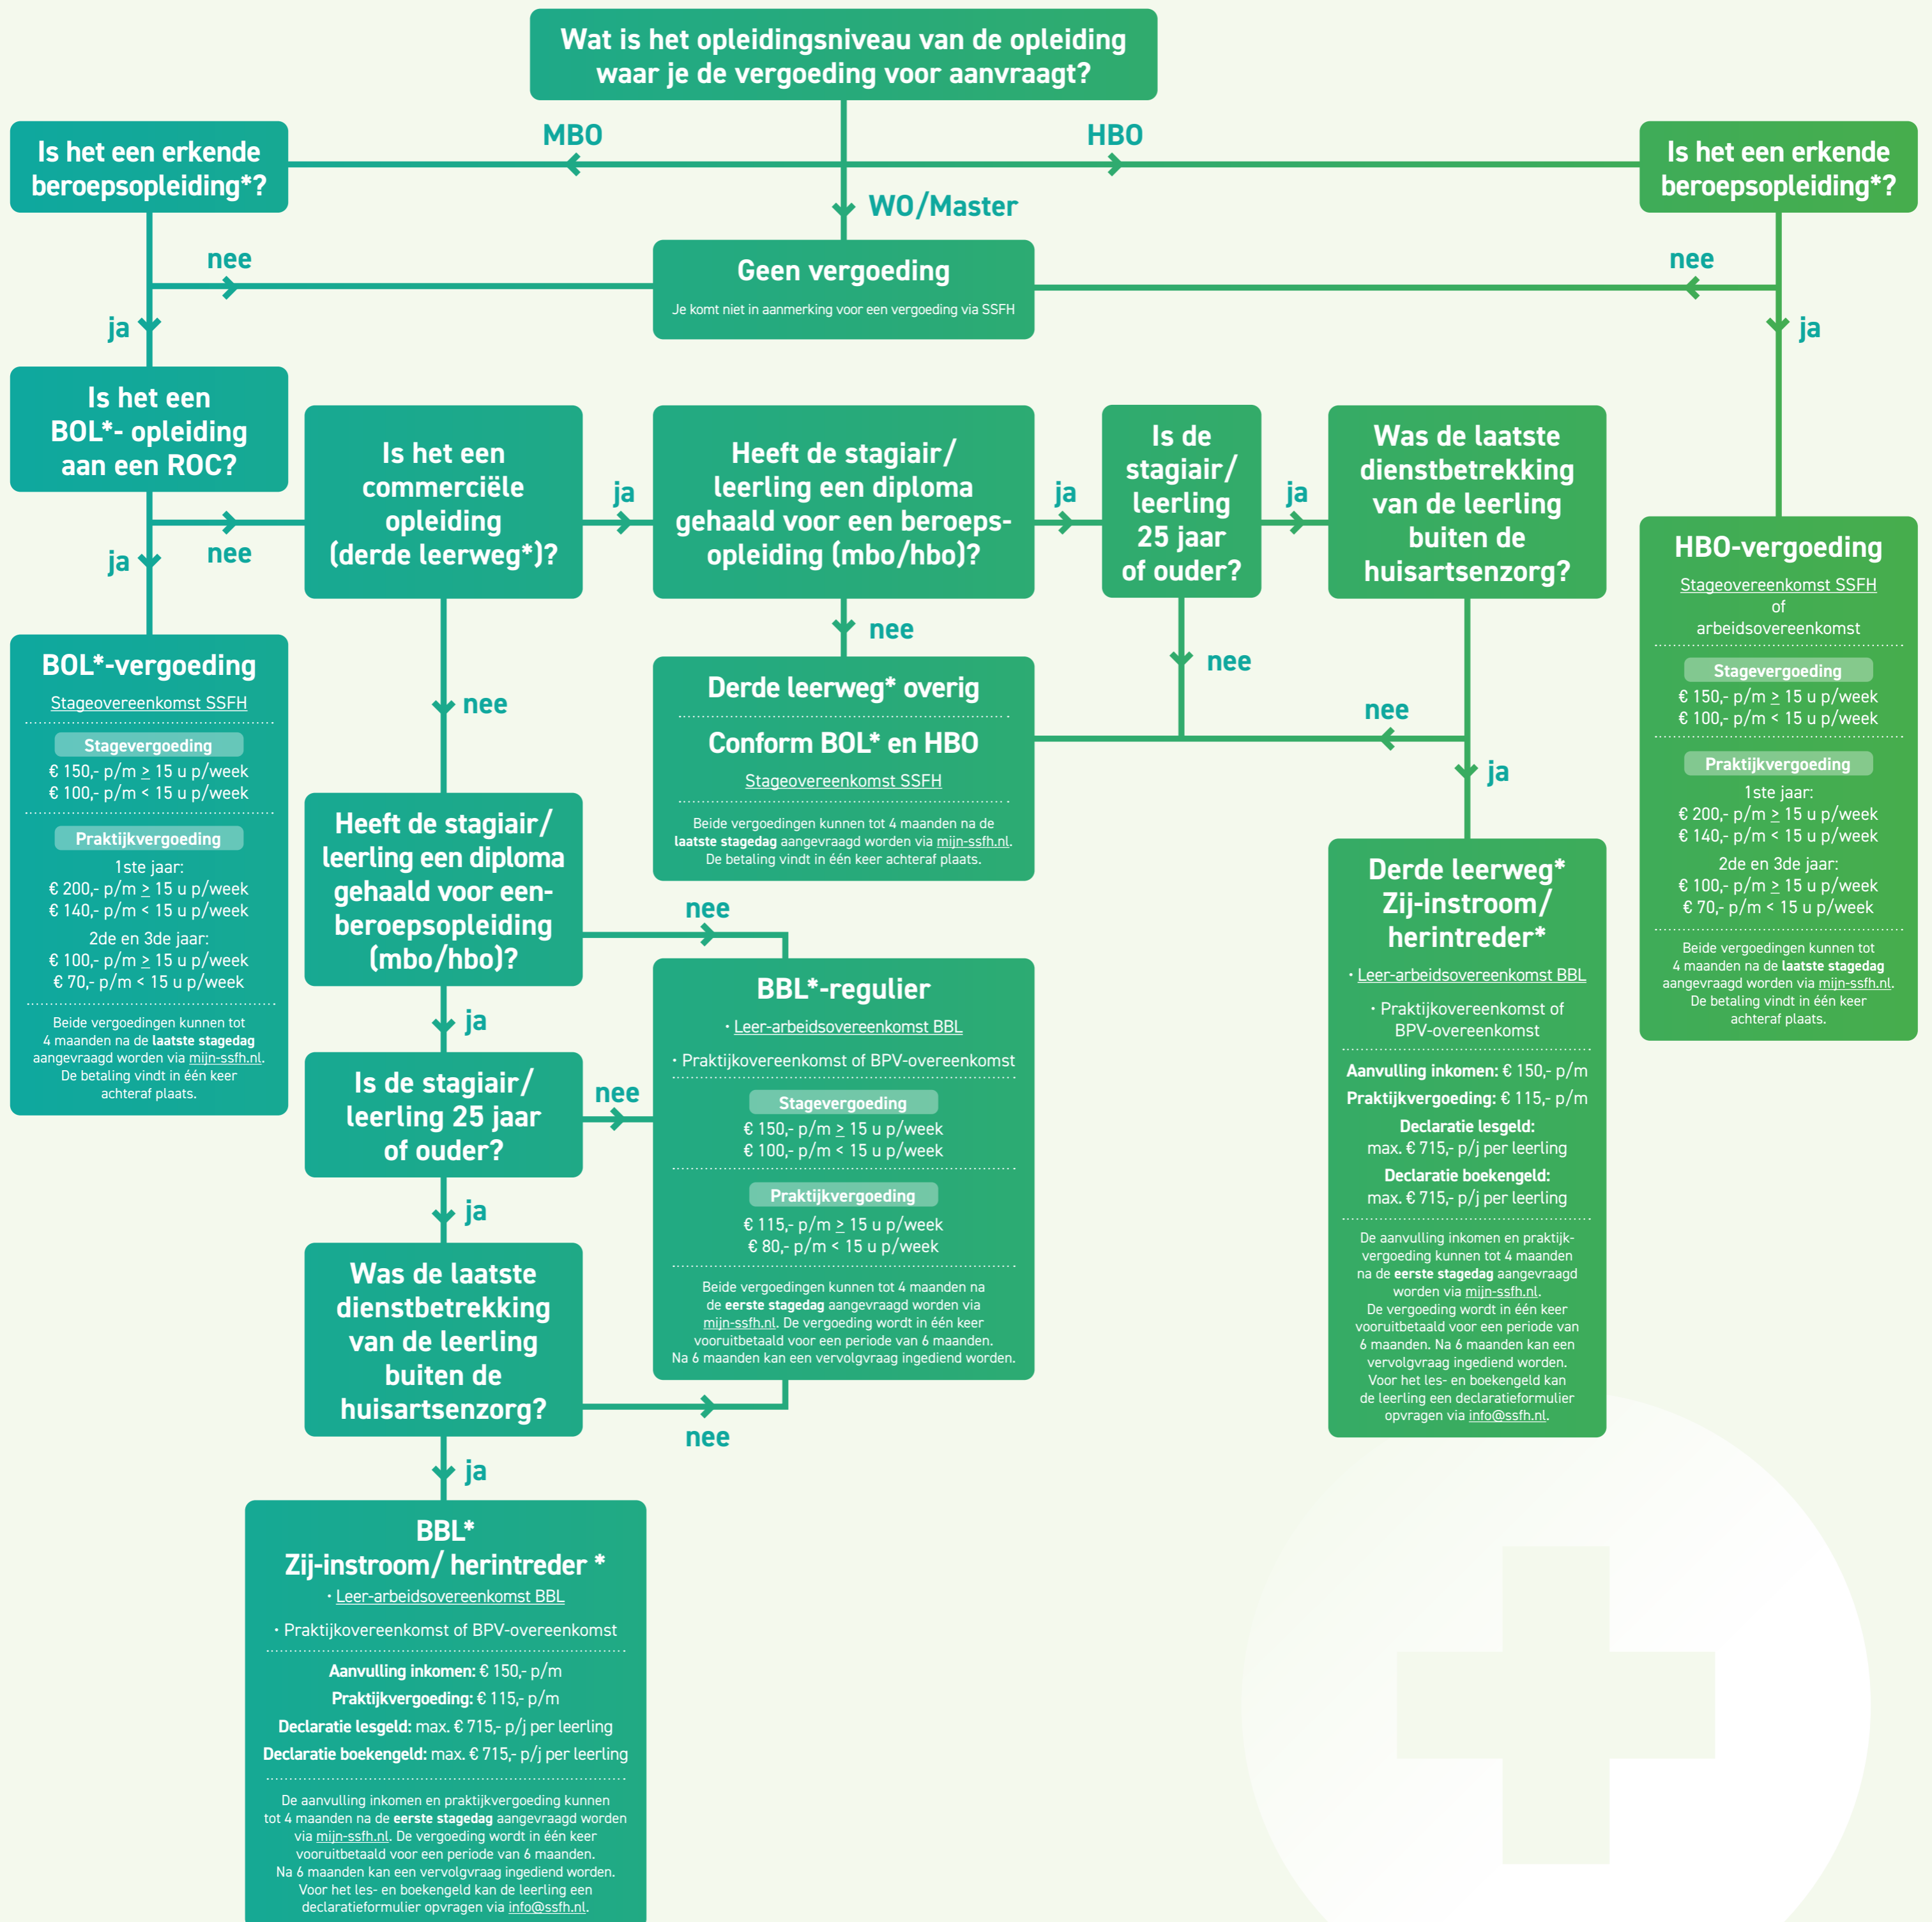 Wat is het opleidingsniveau van de opleiding
waar je de vergoeding voor aanvraagt?
MBO
HBO
WO/Master
Is het een erkende
beroepsopleiding*?
Is het een erkende
beroepsopleiding*?
nee
Geen vergoeding
Je komt niet in aanmerking voor een vergoeding via SSFH
nee
ja
ja
Is het een
BOL*- opleiding
aan een ROC?
ja
nee
Is het een
commerciële
opleiding
(derde leerweg*)?
ja
Heeft de stagiair/
leerling een diploma
gehaald voor een beroeps-
opleiding (mbo/hbo)?
ja
Is de
stagiair/
leerling
25 jaar
of ouder?
ja
Was de laatste
dienstbetrekking
van de leerling
buiten de
huisartsenzorg?
HBO-vergoeding
Stageovereenkomst SSFH
of
arbeidsovereenkomst
Stagevergoeding
€ 150,- p/m ≥ 15 u p/week
€ 100,- p/m < 15 u p/week
Praktijkvergoeding
1ste jaar:
€ 200,- p/m ≥ 15 u p/week
€ 140,- p/m < 15 u p/week
2de en 3de jaar:
€ 100,- p/m ≥ 15 u p/week
€ 70,- p/m < 15 u p/week
Beide vergoedingen kunnen tot
4 maanden na de laatste stagedag
aangevraagd worden via mijn-ssfh.nl.
De betaling vindt in één keer
achteraf plaats.
BOL*-vergoeding
Stageovereenkomst SSFH
Stagevergoeding
€ 150,- p/m ≥ 15 u p/week
€ 100,- p/m < 15 u p/week
Praktijkvergoeding
1ste jaar:
€ 200,- p/m ≥ 15 u p/week
€ 140,- p/m < 15 u p/week
2de en 3de jaar:
€ 100,- p/m ≥ 15 u p/week
€ 70,- p/m < 15 u p/week
Beide vergoedingen kunnen tot
4 maanden na de laatste stagedag
aangevraagd worden via mijn-ssfh.nl.
De betaling vindt in één keer
achteraf plaats.
nee
nee
nee
nee
ja
Derde leerweg* overig
Conform BOL* en HBO
Stageovereenkomst SSFH
Beide vergoedingen kunnen tot 4 maanden na de
laatste stagedag aangevraagd worden via mijn-ssfh.nl.
De betaling vindt in één keer achteraf plaats.
Derde leerweg*
Zij-instroom/
herintreder*
· Leer-arbeidsovereenkomst BBL
· Praktijkovereenkomst of
BPV-overeenkomst
Aanvulling inkomen: € 150,- p/m
Praktijkvergoeding: € 115,- p/m
Declaratie lesgeld:
max. € 715,- p/j per leerling
Declaratie boekengeld:
max. € 715,- p/j per leerling
De aanvulling inkomen en praktijk-
vergoeding kunnen tot 4 maanden
na de eerste stagedag aangevraagd
worden via mijn-ssfh.nl.
De vergoeding wordt in één keer
vooruitbetaald voor een periode van
6 maanden. Na 6 maanden kan een
vervolgvraag ingediend worden.
Voor het les- en boekengeld kan
de leerling een declaratieformulier
opvragen via info@ssfh.nl.
Heeft de stagiair/
leerling een diploma
gehaald voor een-
beroepsopleiding
(mbo/hbo)?
nee
ja
BBL*-regulier
· Leer-arbeidsovereenkomst BBL
· Praktijkovereenkomst of BPV-overeenkomst
Stagevergoeding
€ 150,- p/m ≥ 15 u p/week
€ 100,- p/m < 15 u p/week
Praktijkvergoeding
€ 115,- p/m ≥ 15 u p/week
€ 80,- p/m < 15 u p/week
Beide vergoedingen kunnen tot 4 maanden na
de eerste stagedag aangevraagd worden via
mijn-ssfh.nl. De vergoeding wordt in één keer
vooruitbetaald voor een periode van 6 maanden.
Na 6 maanden kan een vervolgvraag ingediend worden.
Is de stagiair/
leerling 25 jaar
of ouder?
nee
ja
Was de laatste
dienstbetrekking
van de leerling
buiten de
huisartsenzorg?
nee
ja
BBL*
Zij-instroom/ herintreder *
· Leer-arbeidsovereenkomst BBL
· Praktijkovereenkomst of BPV-overeenkomst
Aanvulling inkomen: € 150,- p/m
Praktijkvergoeding: € 115,- p/m
Declaratie lesgeld: max. € 715,- p/j per leerling
Declaratie boekengeld: max. € 715,- p/j per leerling
De aanvulling inkomen en praktijkvergoeding kunnen
tot 4 maanden na de eerste stagedag aangevraagd worden
via mijn-ssfh.nl. De vergoeding wordt in één keer
vooruitbetaald voor een periode van 6 maanden.
Na 6 maanden kan een vervolgvraag ingediend worden.
Voor het les- en boekengeld kan de leerling een
declaratieformulier opvragen via info@ssfh.nl.